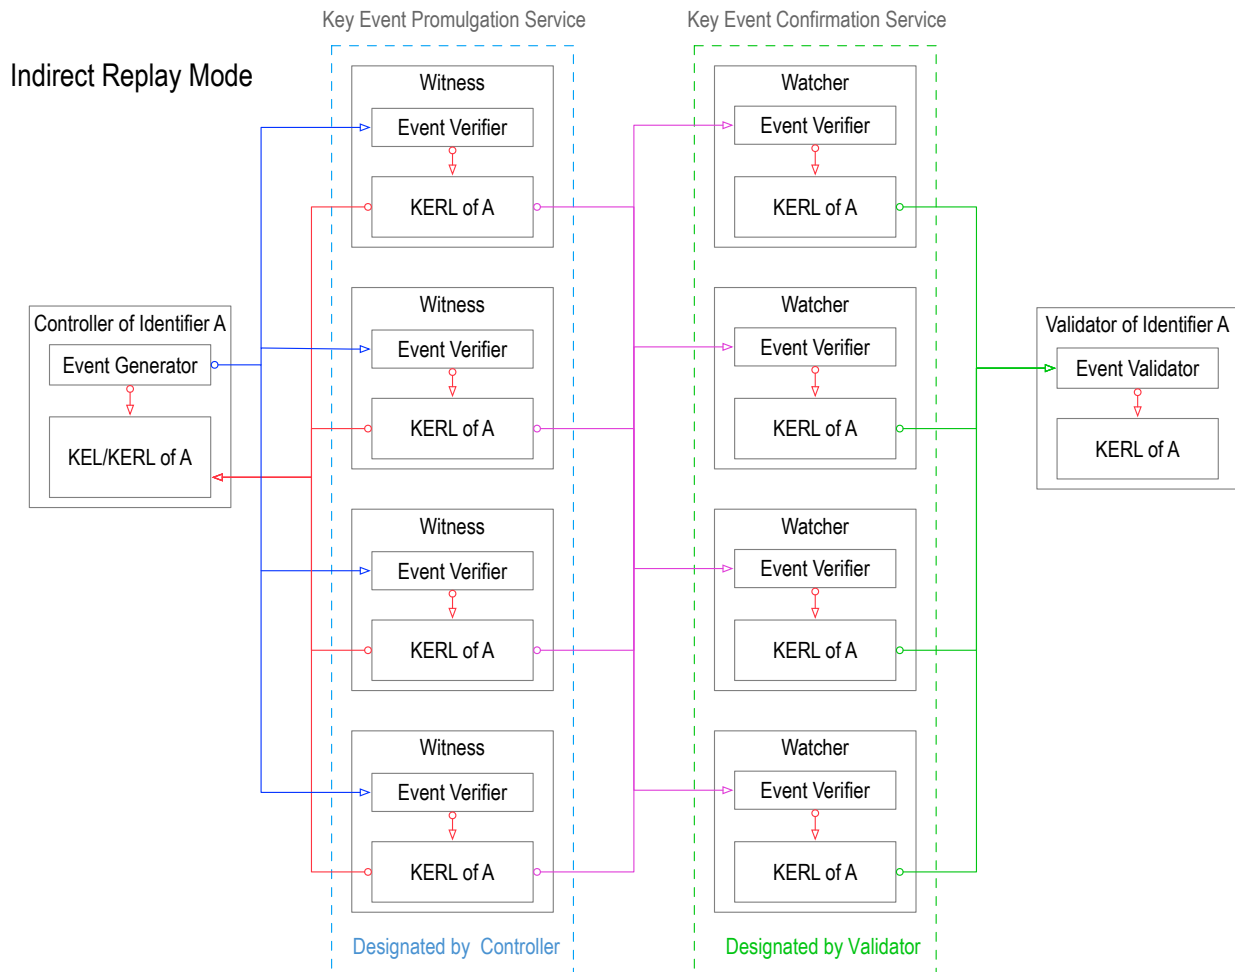 Key Event Promulgation Service
Key Event Confirmation Service
Indirect Replay Mode
Witness
Event Verifier
KERL of A
Watcher
Event Verifier
KERL of A
Controller of Identifier A
Event Generator
KEL/KERL of A
Witness
Event Verifier
KERL of A
Watcher
Event Verifier
KERL of A
Validator of Identifier A
Event Validator
KERL of A
Witness
Event Verifier
KERL of A
Watcher
Event Verifier
KERL of A
Witness
Event Verifier
KERL of A
Watcher
Event Verifier
KERL of A
Designated by Controller
Designated by Validator